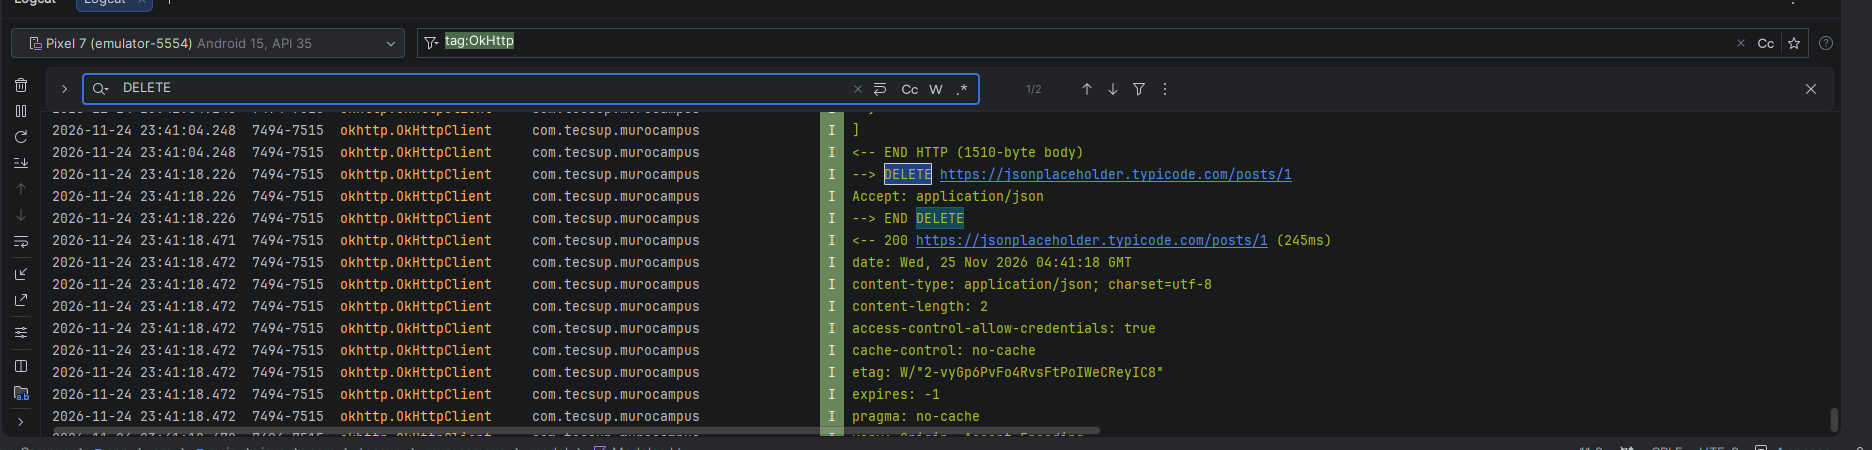 Logcat Logcat
Pixel 7 (emulator-5554) Android 15, API 35 tag:OkHttp Cc
DELETE Cc W .* 1/2
2026-11-24 23:41:04.248 7494-7515 okhttp.OkHttpClient com.tecsup.murocampus I ]
2026-11-24 23:41:04.248 7494-7515 okhttp.OkHttpClient com.tecsup.murocampus I <-- END HTTP (1510-byte body)
2026-11-24 23:41:18.226 7494-7515 okhttp.OkHttpClient com.tecsup.murocampus I --> DELETE https://jsonplaceholder.typicode.com/posts/1
2026-11-24 23:41:18.226 7494-7515 okhttp.OkHttpClient com.tecsup.murocampus I Accept: application/json
2026-11-24 23:41:18.226 7494-7515 okhttp.OkHttpClient com.tecsup.murocampus I --> END DELETE
2026-11-24 23:41:18.471 7494-7515 okhttp.OkHttpClient com.tecsup.murocampus I <-- 200 https://jsonplaceholder.typicode.com/posts/1 (245ms)
2026-11-24 23:41:18.472 7494-7515 okhttp.OkHttpClient com.tecsup.murocampus I date: Wed, 25 Nov 2026 04:41:18 GMT
2026-11-24 23:41:18.472 7494-7515 okhttp.OkHttpClient com.tecsup.murocampus I content-type: application/json; charset=utf-8
2026-11-24 23:41:18.472 7494-7515 okhttp.OkHttpClient com.tecsup.murocampus I content-length: 2
2026-11-24 23:41:18.472 7494-7515 okhttp.OkHttpClient com.tecsup.murocampus I access-control-allow-credentials: true
2026-11-24 23:41:18.472 7494-7515 okhttp.OkHttpClient com.tecsup.murocampus I cache-control: no-cache
2026-11-24 23:41:18.472 7494-7515 okhttp.OkHttpClient com.tecsup.murocampus I etag: W/"2-vyGp6PvFo4RvsFtPoIWeCReyIC8"
2026-11-24 23:41:18.472 7494-7515 okhttp.OkHttpClient com.tecsup.murocampus I expires: -1
2026-11-24 23:41:18.472 7494-7515 okhttp.OkHttpClient com.tecsup.murocampus I pragma: no-cache